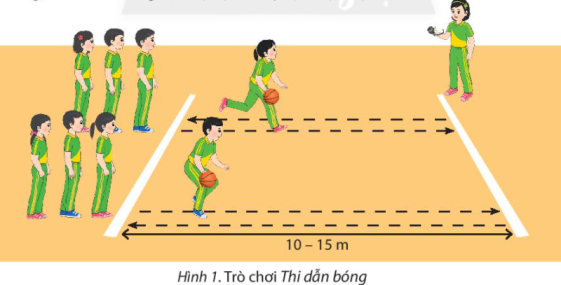 10 – 15 m
Hình 1. Trò chơi Thi dẫn bóng